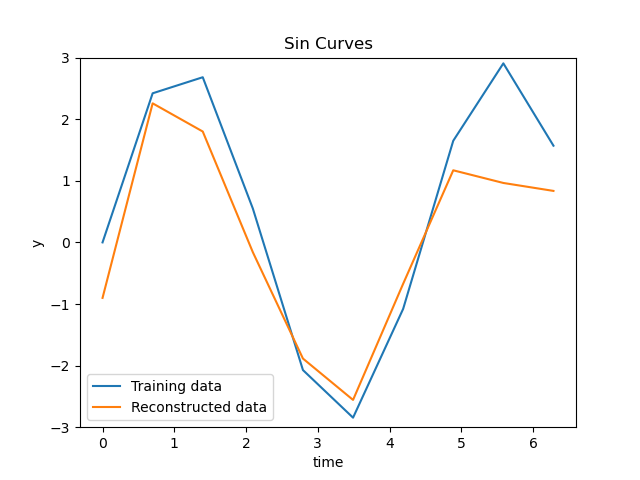 Sin Curves
3
2
1
0
−1
−2
−3
y
Training data
Reconstructed data
0 1 2 3 4 5 6
time